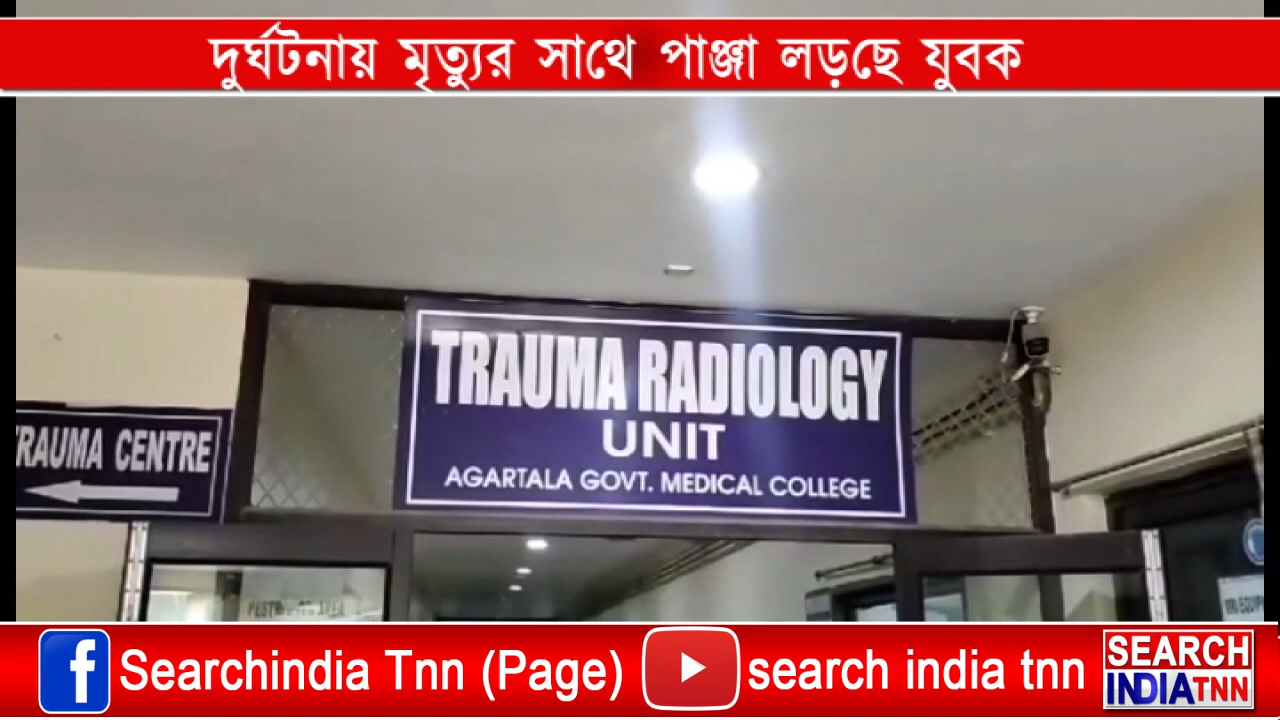 দুর্ঘটনায় মৃত্যুর সাথে পাঞ্জা লড়ছে যুবক
TRAUMA RADIOLOGY
UNIT
AGARTALA GOVT. MEDICAL COLLEGE
TRAUMA CENTRE
Searchindia Tnn (Page)
search india tnn
SEARCH
INDIATNN